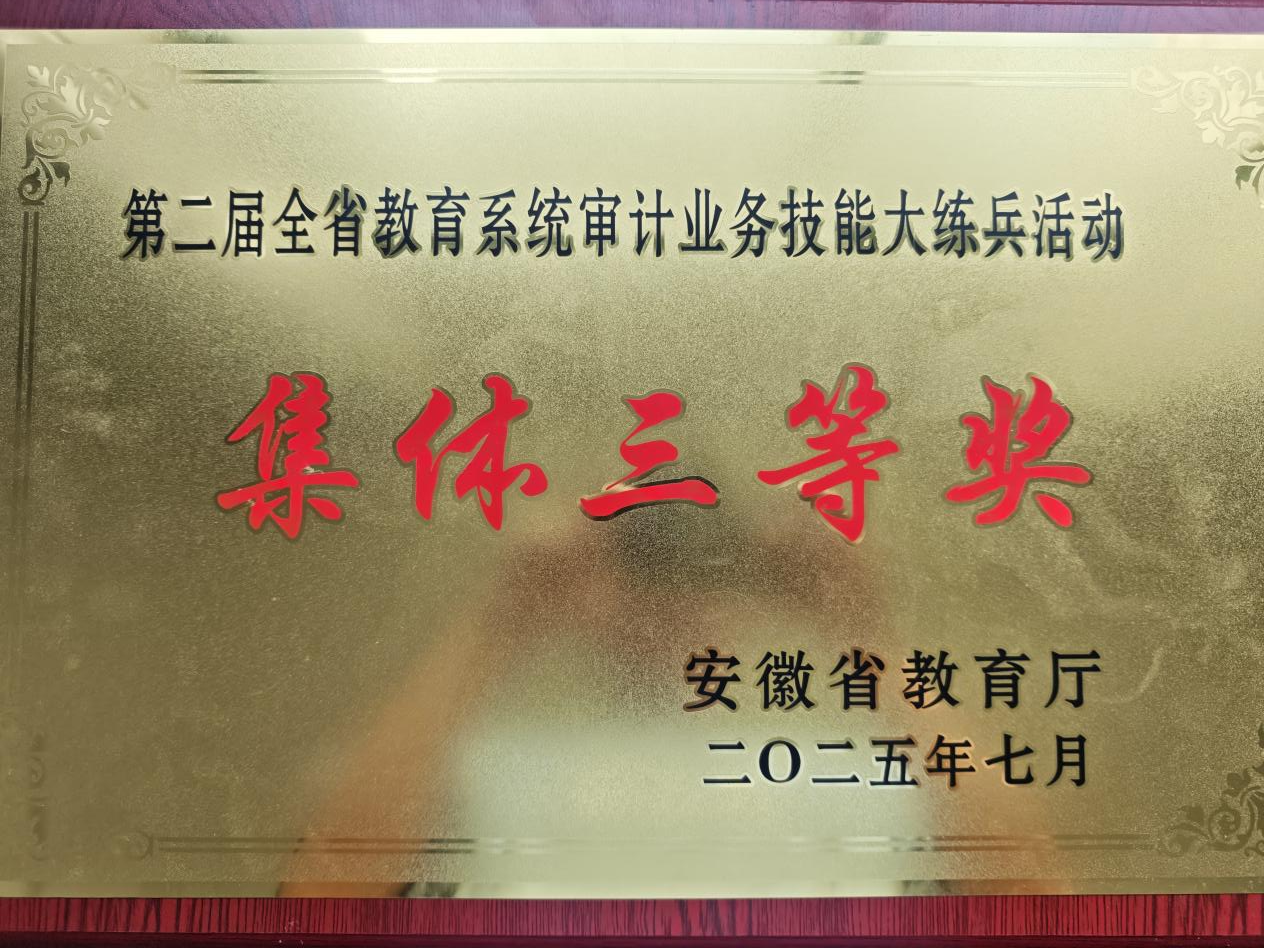 第二届全省教育系统审计业务技能大练兵活动
集体三等奖
安徽省教育厅
二〇二五年七月